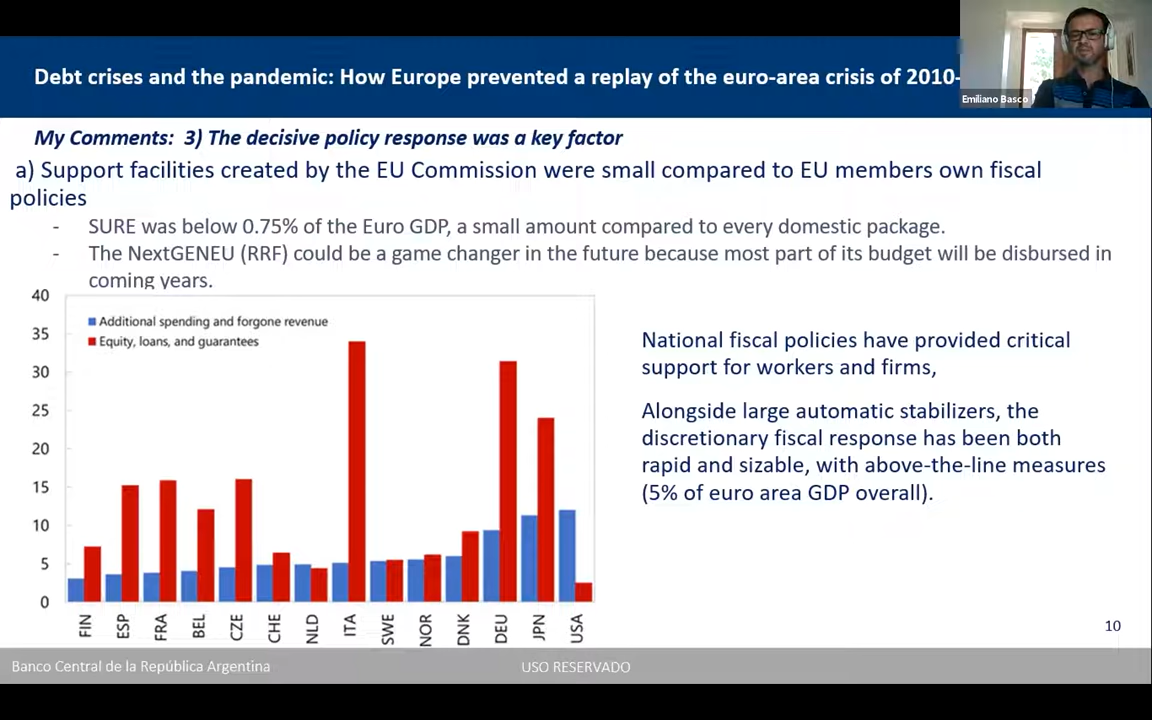 Debt crises and the pandemic: How Europe prevented a replay of the euro-area crisis of 2010-
Emiliano Basco
My Comments: 3) The decisive policy response was a key factor
a) Support facilities created by the EU Commission were small compared to EU members own fiscal
policies
- SURE was below 0.75% of the Euro GDP, a small amount compared to every domestic package.
- The NextGENEU (RRF) could be a game changer in the future because most part of its budget will be disbursed in
coming years.
40
35
30
25
20
15
10
5
0
Additional spending and forgone revenue
Equity, loans, and guarantees
FIN
ESP
FRA
BEL
CZE
CHE
NLD
ITA
SWE
NOR
DNK
DEU
JPN
USA
National fiscal policies have provided critical
support for workers and firms,
Alongside large automatic stabilizers, the
discretionary fiscal response has been both
rapid and sizable, with above-the-line measures
(5% of euro area GDP overall).
10
Banco Central de la República Argentina
USO RESERVADO